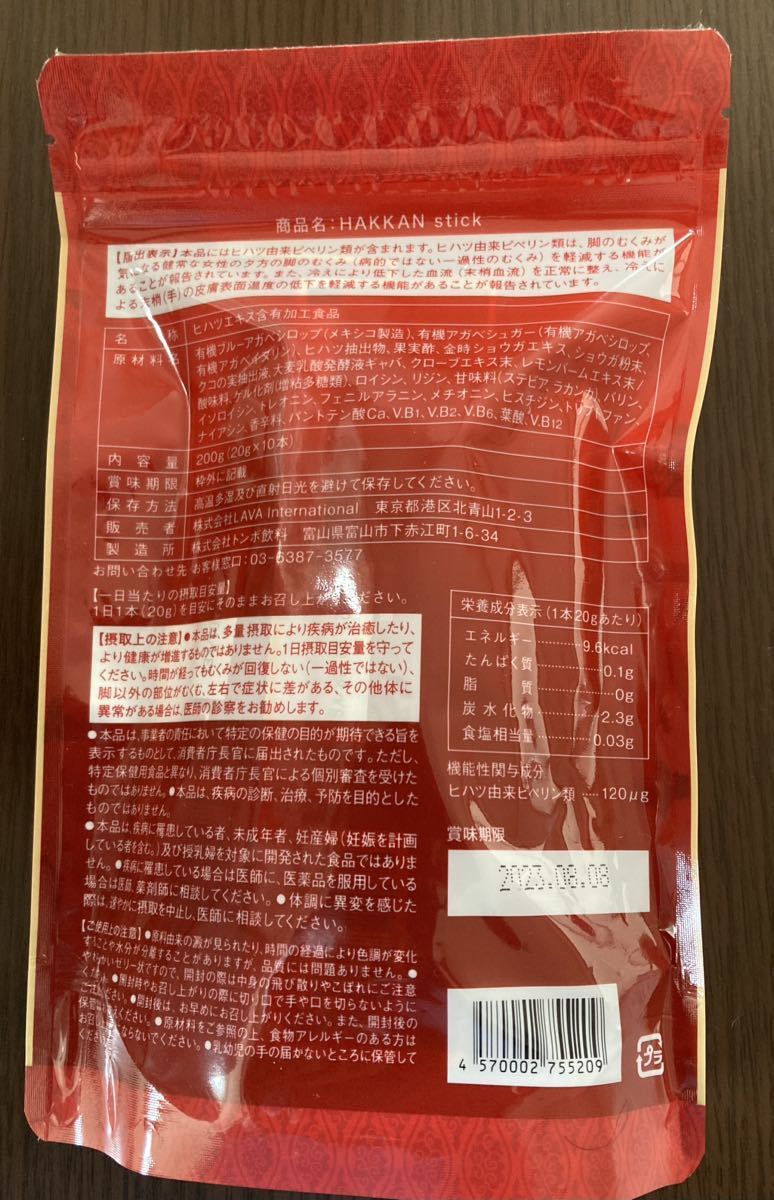 商品名:HAKKAN stick
【届出表示】本品にはヒハツ由来ピペリン類が含まれます。ヒハツ由来ピペリン類は、脚のむくみが
気になる健常な女性の夕方の脚のむくみ(病的ではない一過性のむくみ)を軽減する機能が
あることが報告されています。また、冷えにより低下した血流(末梢血流)を正常に整え、冷えに
よる末梢(手)の皮膚表面温度の低下を軽減する機能があることが報告されています。
名称 ヒハツエキス含有加工食品
原材料名 有機ブルーアガベシロップ(メキシコ製造)、有機アガベシュガー(有機アガベシロップ、
有機アガベイヌリン)、ヒハツ抽出物、果実酢、金時ショウガエキス、ショウガ粉末、
クコの実抽出液、大麦乳酸発酵液ギャバ、クローブエキス末、レモンバームエキス末/
酸味料、ゲル化剤(増粘多糖類)、ロイシン、リジン、甘味料(ステビア、ラカンカ)、バリン、
イソロイシン、トレオニン、フェニルアラニン、メチオニン、ヒスチジン、トリプトファン、
ナイアシン、香辛料、パントテン酸Ca、V.B1、V.B2、V.B6、葉酸、V.B12
内容量 200g(20g×10本)
賞味期限 枠外に記載
保存方法 高温多湿及び直射日光を避けて保存してください。
販売者 株式会社LAVA International 東京都港区北青山1-2-3
製造所 株式会社トンボ飲料 富山県富山市下赤江町1-6-34
お問い合わせ先 お客様窓口:03-6387-3577
【一日当たりの摂取目安量】
1日1本(20g)を目安にそのままお召し上がりください。
【摂取上の注意】●本品は、多量摂取により疾病が治癒したり、
より健康が増進するものではありません。1日摂取目安量を守って
ください。時間が経ってもむくみが回復しない(一過性ではない)、
脚以外の部位がむくむ、左右で症状に差がある、その他体に
異常がある場合は、医師の診察をお勧めします。
●本品は、事業者の責任において特定の保健の目的が期待できる旨を
表示するものとして、消費者庁長官に届出されたものです。ただし、
特定保健用食品と異なり、消費者庁長官による個別審査を受けた
ものではありません。●本品は、疾病の診断、治療、予防を目的とした
ものではありません。
●本品は、疾病に罹患している者、未成年者、妊産婦(妊娠を計画
している者を含む。)及び授乳婦を対象に開発された食品ではありま
せん。●疾病に罹患している場合は医師に、医薬品を服用している
場合は医師、薬剤師に相談してください。●体調に異変を感じた
際は、速やかに摂取を中止し、医師に相談してください。
【ご使用上の注意】●原料由来の澱が見られたり、時間の経過により色調が変化
することや水分が分離することがありますが、品質には問題ありません。●
やわらかいゼリー状ですので、開封の際は中身の飛び散りやこぼれにご注意
ください。●開封時やお召し上がりの際に切り口で手や口を切らないように
ご注意ください。●開封後は、お早めにお召し上がりください。また、開封後の
保管は控えください。●原材料をご参照の上、食物アレルギーのある方は
お召し上がりにならないでください。●乳幼児の手の届かないところに保管して
栄養成分表示(1本20gあたり)
エネルギー 9.6kcal
たんぱく質 0.1g
脂質 0g
炭水化物 2.3g
食塩相当量 0.03g
機能性関与成分
ヒハツ由来ピペリン類 120μg
賞味期限
2023.08.08
4 570002 755209
プラ